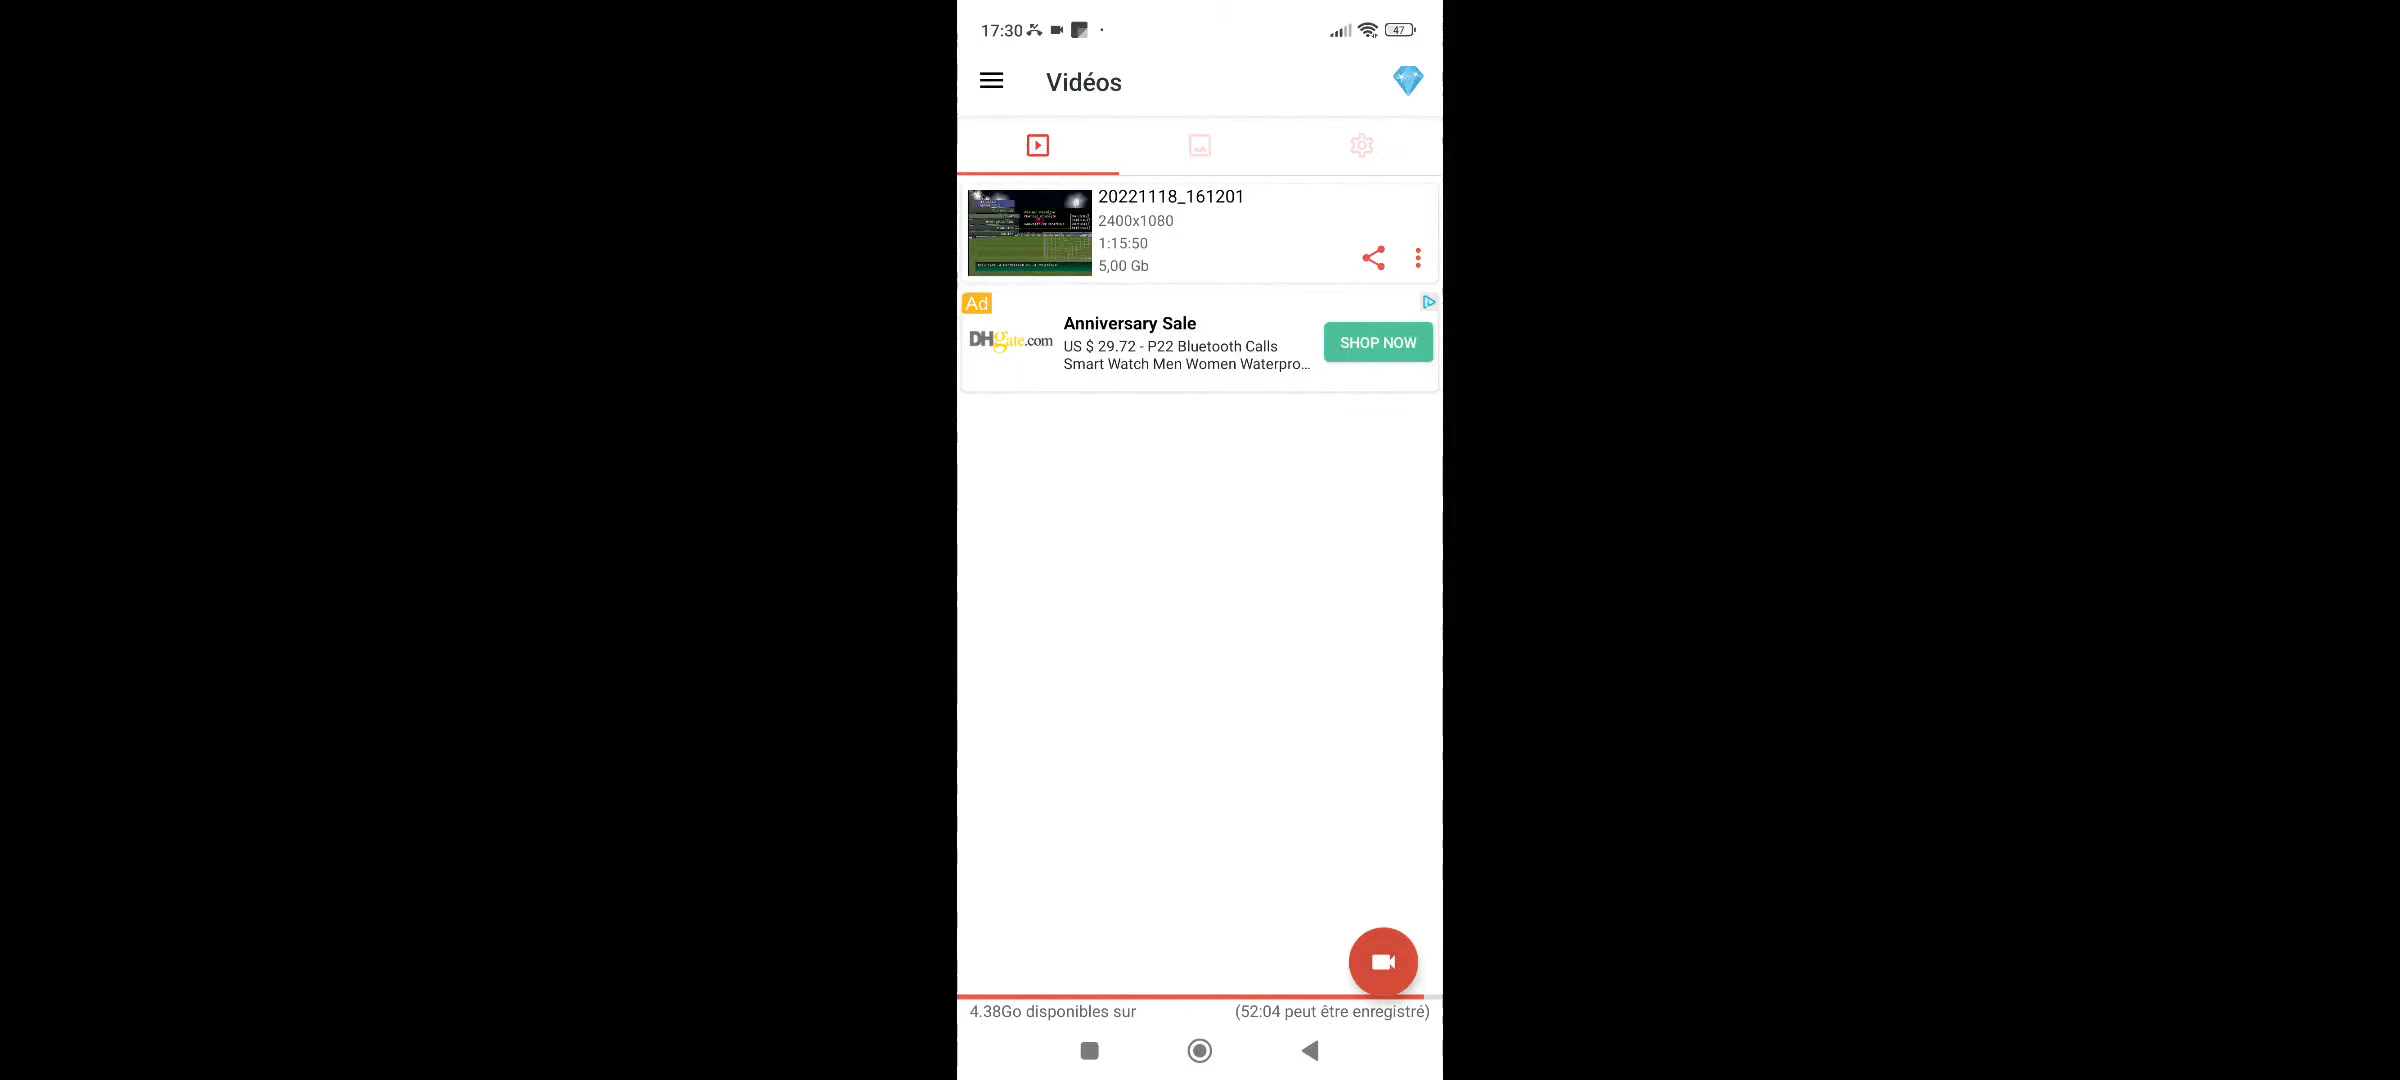 17:30
47
Vidéos
20221118_161201
2400x1080
1:15:50
5,00 Gb
Ad
DHgate.com
Anniversary Sale
US $ 29.72 - P22 Bluetooth Calls
Smart Watch Men Women Waterpro...
SHOP NOW
4.38Go disponibles sur
(52:04 peut être enregistré)